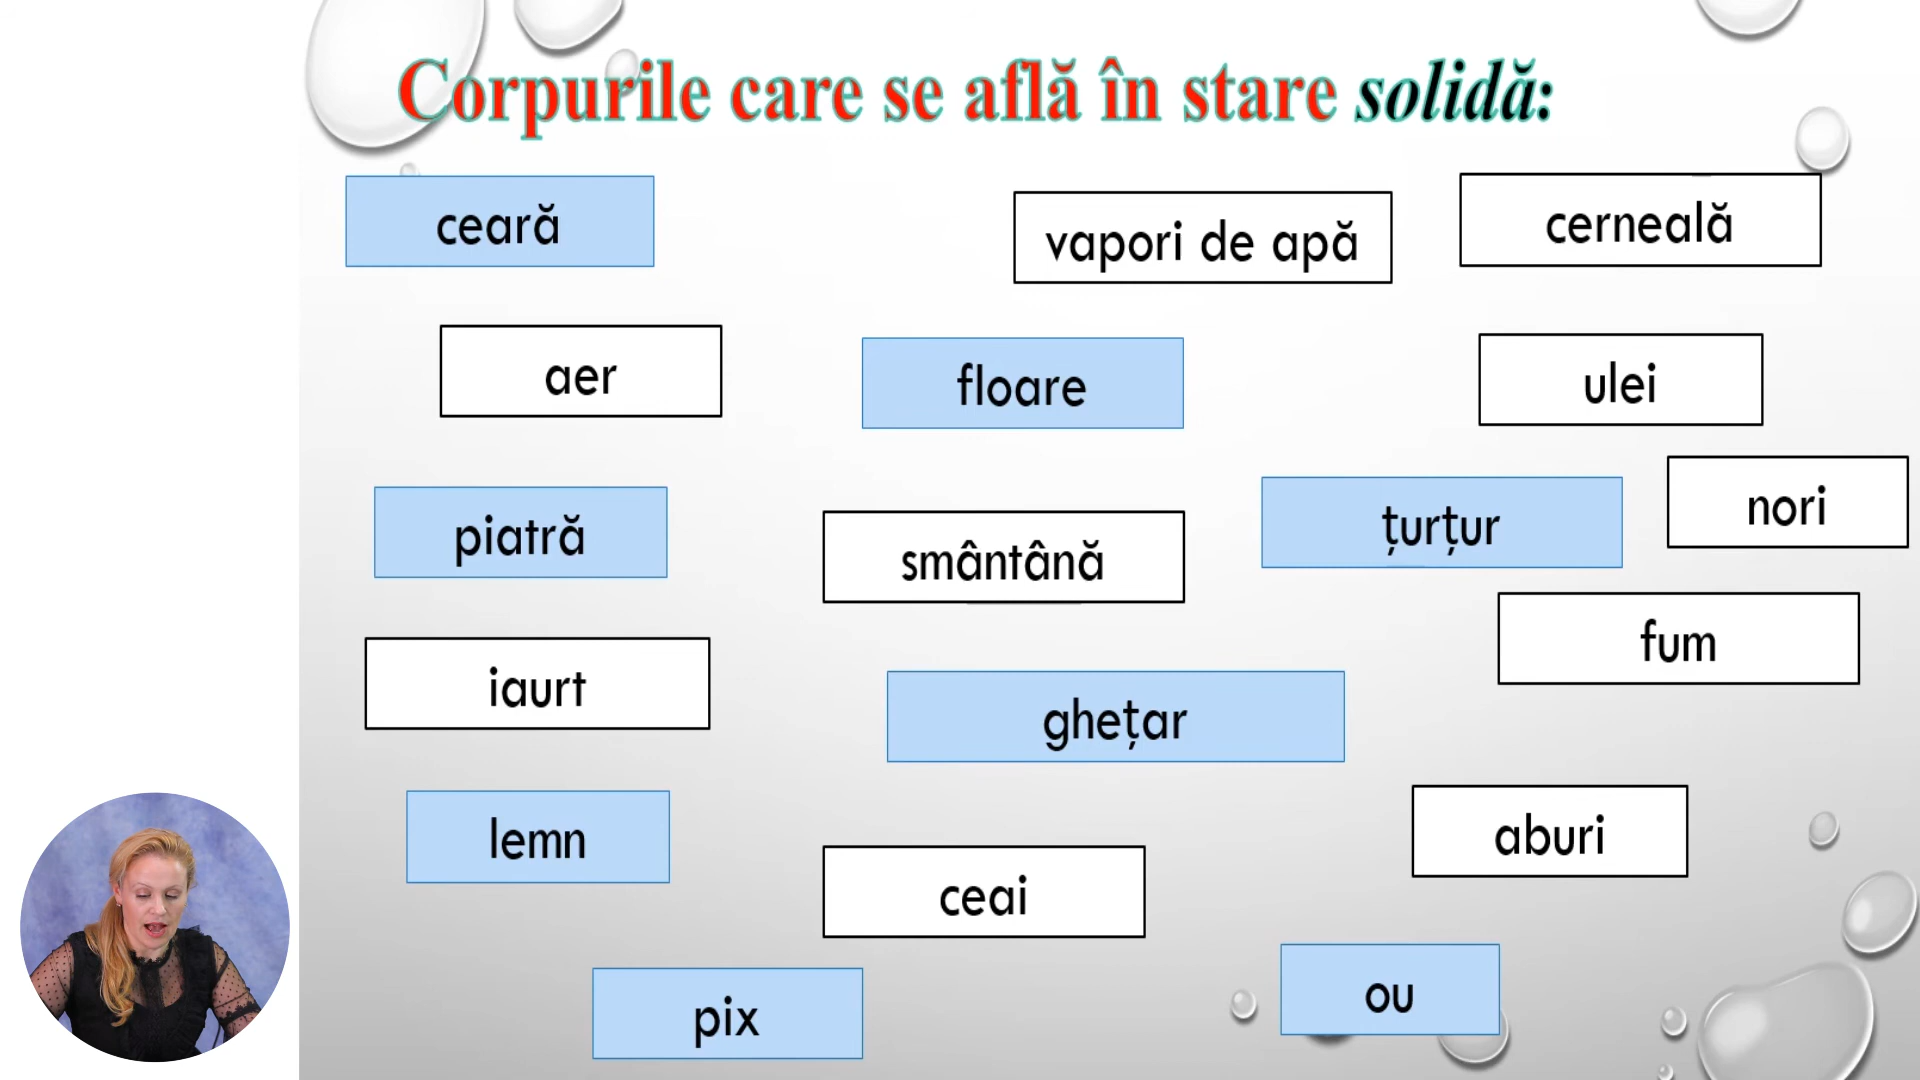 Corpurile care se află în stare solidă:
ceară
vapori de apă
cerneală
aer
floare
ulei
piatră
smântână
țurțur
nori
iaurt
ghețar
fum
lemn
ceai
aburi
pix
ou